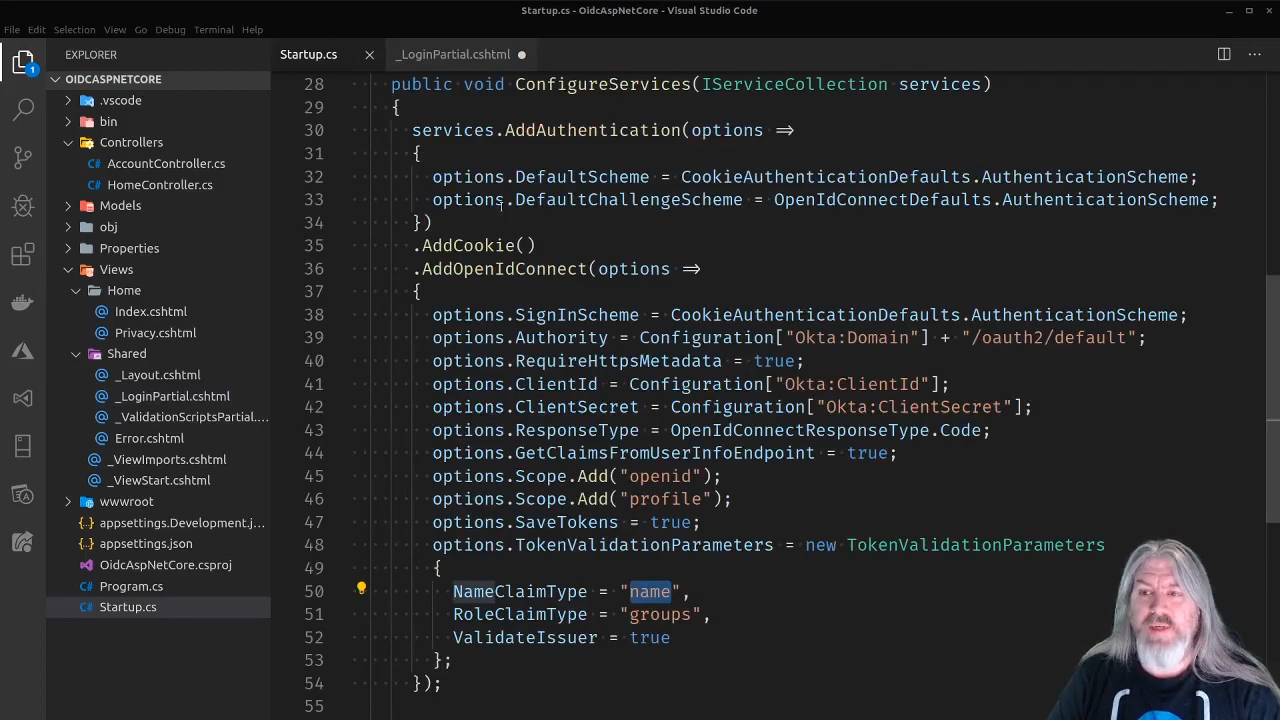 Startup.cs - OidcAspNetCore - Visual Studio Code
File Edit Selection View Go Debug Terminal Help
1
EXPLORER
OIDCASPNETCORE
.vscode
bin
Controllers
C# AccountController.cs
C# HomeController.cs
Models
obj
Properties
Views
Home
@ Index.cshtml
@ Privacy.cshtml
Shared
@ _Layout.cshtml
@ _LoginPartial.cshtml
@ _ValidationScriptsPartial....
@ Error.cshtml
@ _ViewImports.cshtml
@ _ViewStart.cshtml
wwwroot
{..} appsettings.Development.j...
{..} appsettings.json
OidcAspNetCore.csproj
C# Program.cs
C# Startup.cs
Startup.cs _LoginPartial.cshtml
28 public void ConfigureServices(IServiceCollection services)
29 {
30 services.AddAuthentication(options =>
31 {
32 options.DefaultScheme = CookieAuthenticationDefaults.AuthenticationScheme;
33 options.DefaultChallengeScheme = OpenIdConnectDefaults.AuthenticationScheme;
34 })
35 .AddCookie()
36 .AddOpenIdConnect(options =>
37 {
38 options.SignInScheme = CookieAuthenticationDefaults.AuthenticationScheme;
39 options.Authority = Configuration["Okta:Domain"] + "/oauth2/default";
40 options.RequireHttpsMetadata = true;
41 options.ClientId = Configuration["Okta:ClientId"];
42 options.ClientSecret = Configuration["Okta:ClientSecret"];
43 options.ResponseType = OpenIdConnectResponseType.Code;
44 options.GetClaimsFromUserInfoEndpoint = true;
45 options.Scope.Add("openid");
46 options.Scope.Add("profile");
47 options.SaveTokens = true;
48 options.TokenValidationParameters = new TokenValidationParameters
49 {
50 NameClaimType = "name",
51 RoleClaimType = "groups",
52 ValidateIssuer = true
53 };
54 });
55